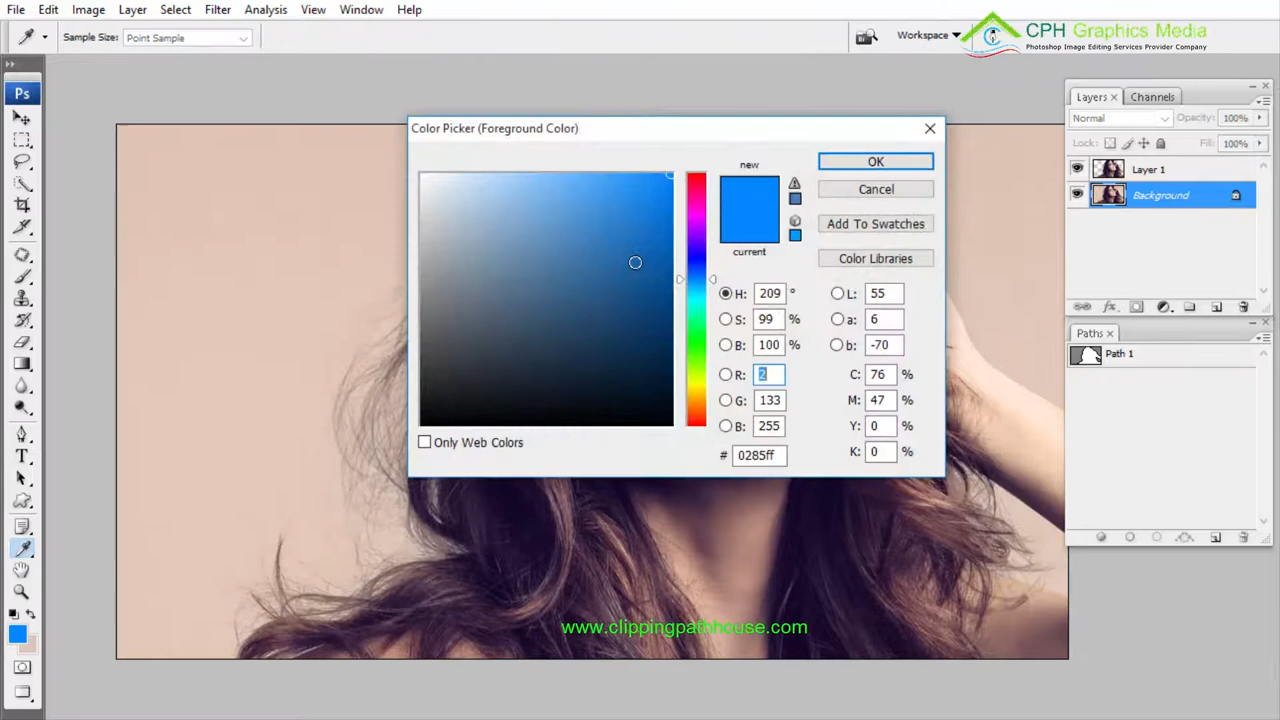 File Edit Image Layer Select Filter Analysis View Window Help
Sample Size: Point Sample
Workspace
CPH Graphics Media
Photoshop Image Editing Services Provider Company
Ps
Color Picker (Foreground Color)
new
current
OK
Cancel
Add To Swatches
Color Libraries
H: 209 °
S: 99 %
B: 100 %
R: 2
G: 133
B: 255
# 0285ff
L: 55
a: 6
b: -70
C: 76 %
M: 47 %
Y: 0 %
K: 0 %
Only Web Colors
Layers Channels
Normal Opacity: 100%
Lock: Fill: 100%
Layer 1
Background
Paths
Path 1
T
www.clippingpathhouse.com